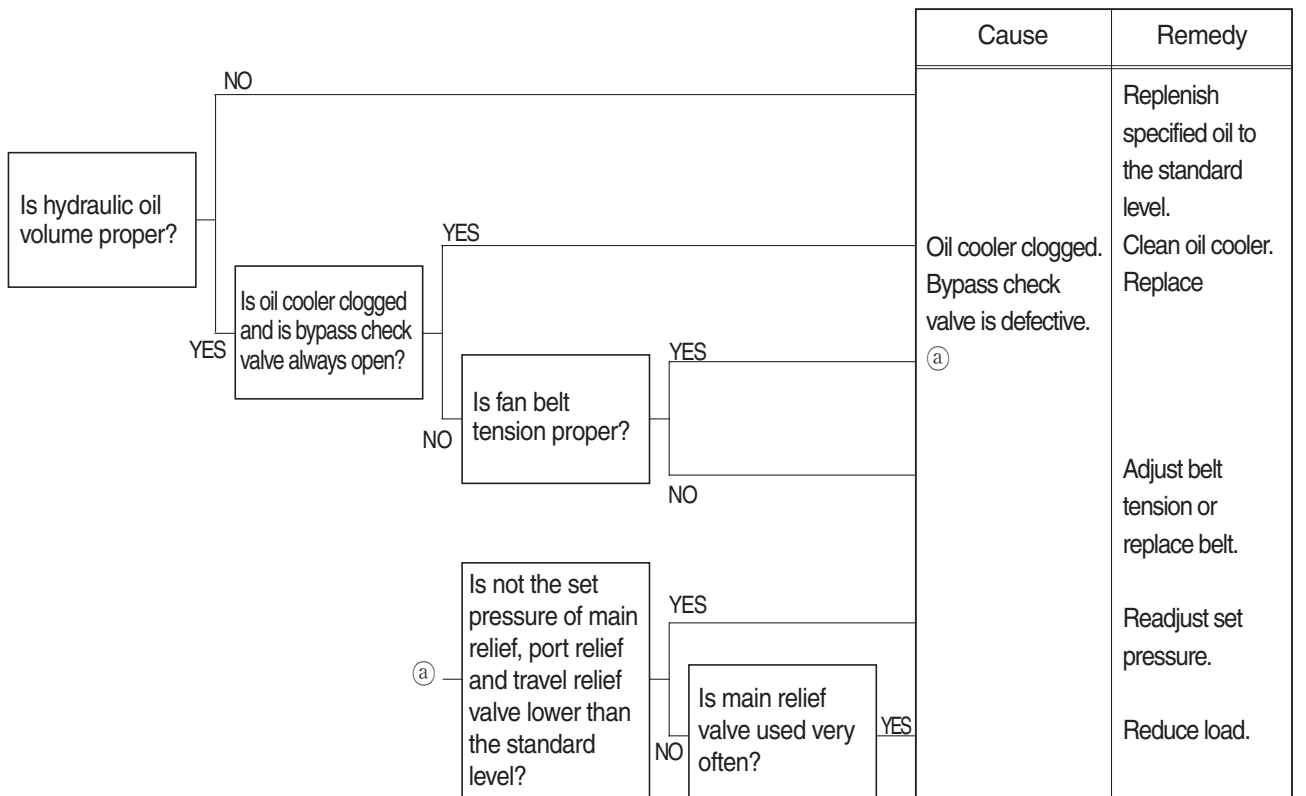 Cause
Remedy
NO
Replenish
specified oil to
the standard
level.
Is hydraulic oil
volume proper?
YES
YES
Oil cooler clogged.
Clean oil cooler.
Bypass check
Replace
valve is defective.
Is oil cooler clogged
and is bypass check
valve always open?
NO
YES
ⓐ
Is fan belt
tension proper?
NO
Adjust belt
tension or
replace belt.
ⓐ
Is not the set
pressure of main
relief, port relief
and travel relief
valve lower than
the standard
level?
YES
Readjust set
pressure.
NO
Is main relief
valve used very
often?
YES
Reduce load.